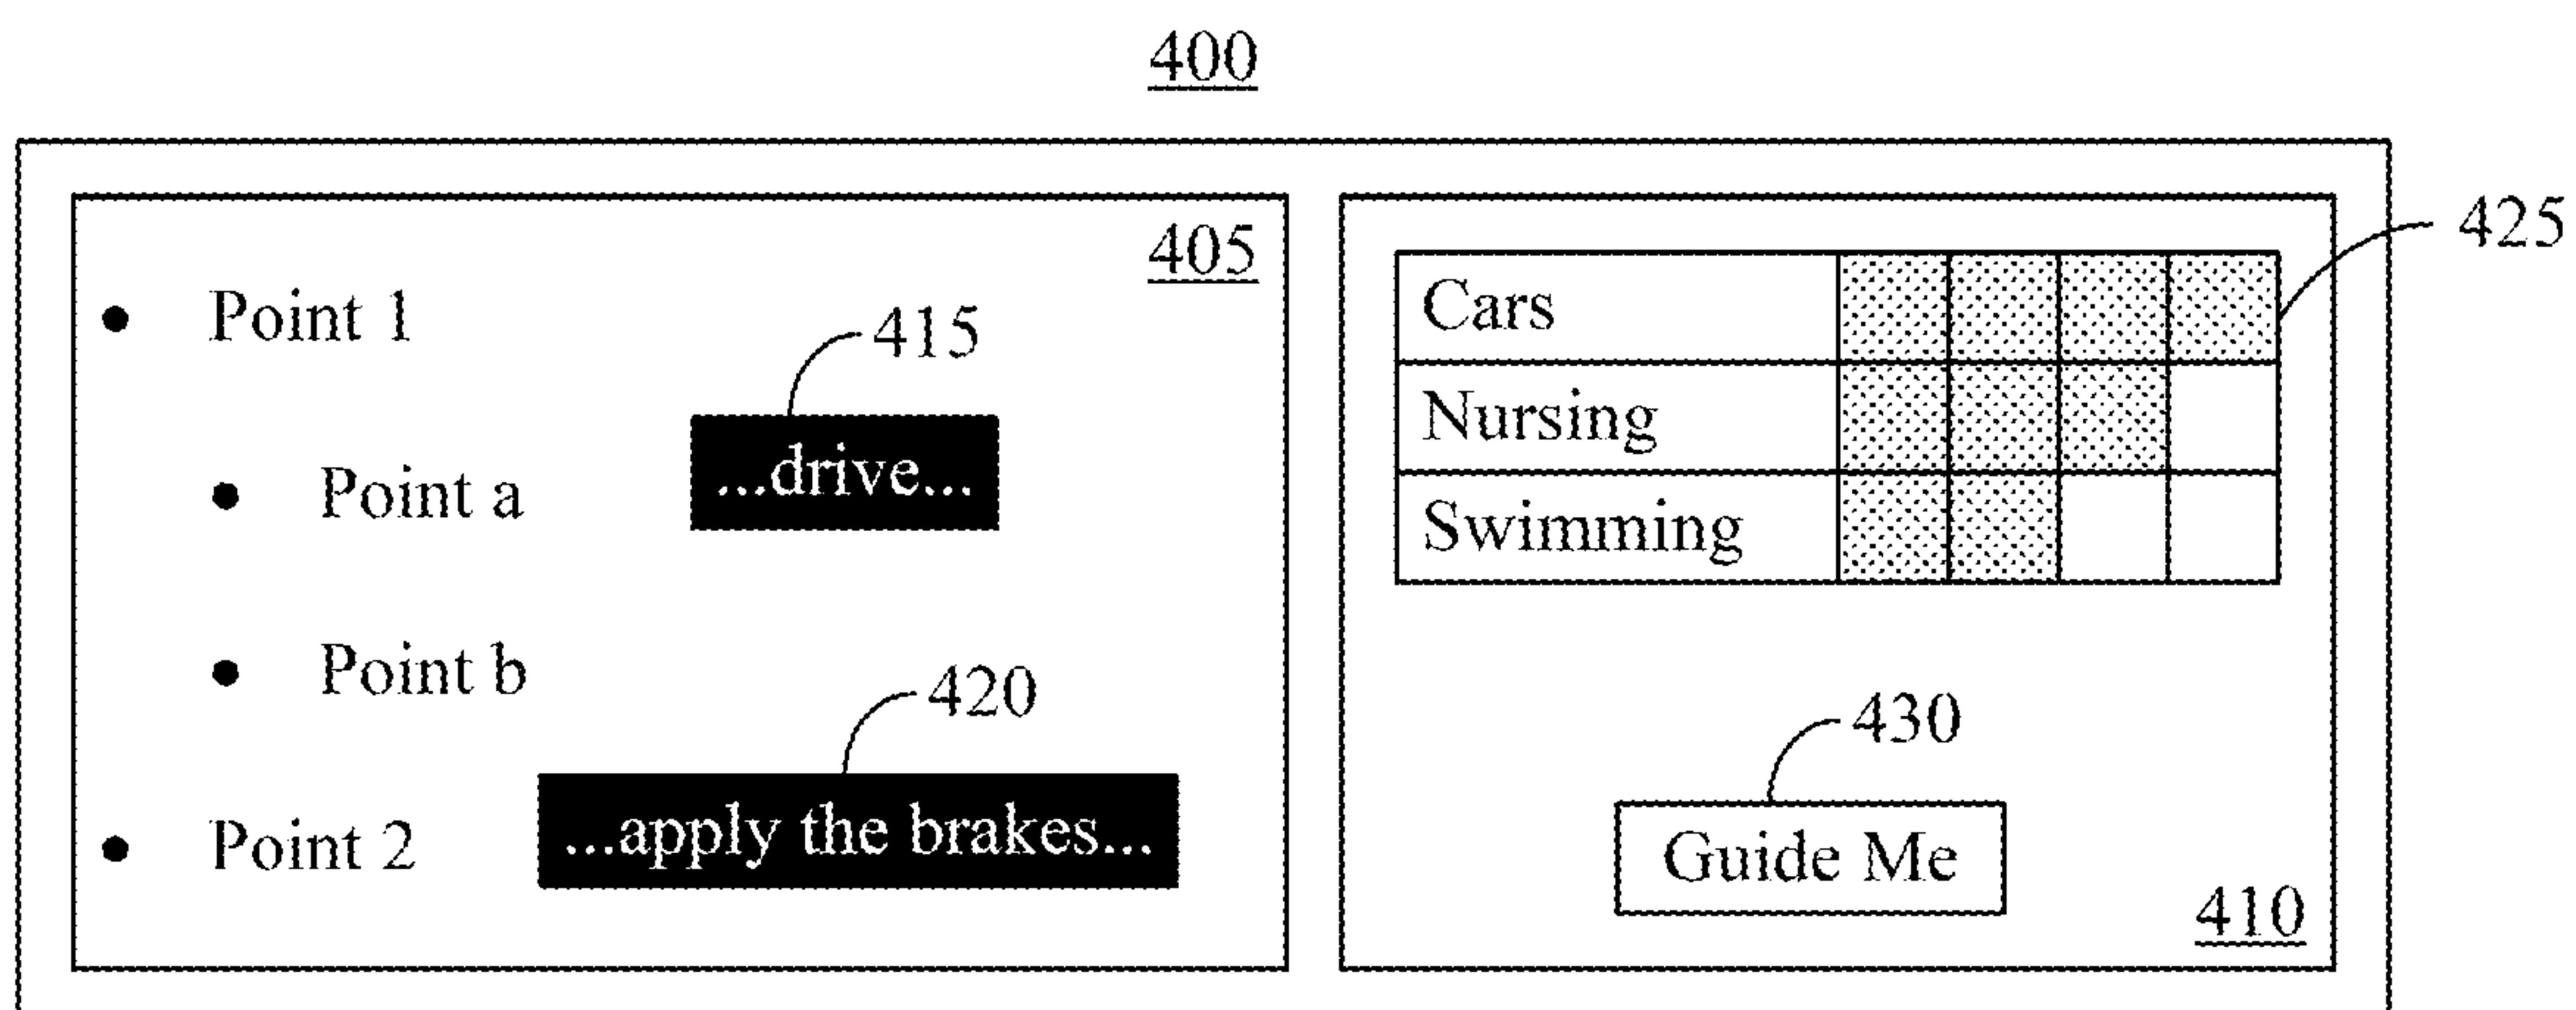 400
405
• Point 1
415
...drive...
• Point a
• Point b
420
• Point 2
...apply the brakes...
425
Cars
Nursing
Swimming
430
Guide Me
410